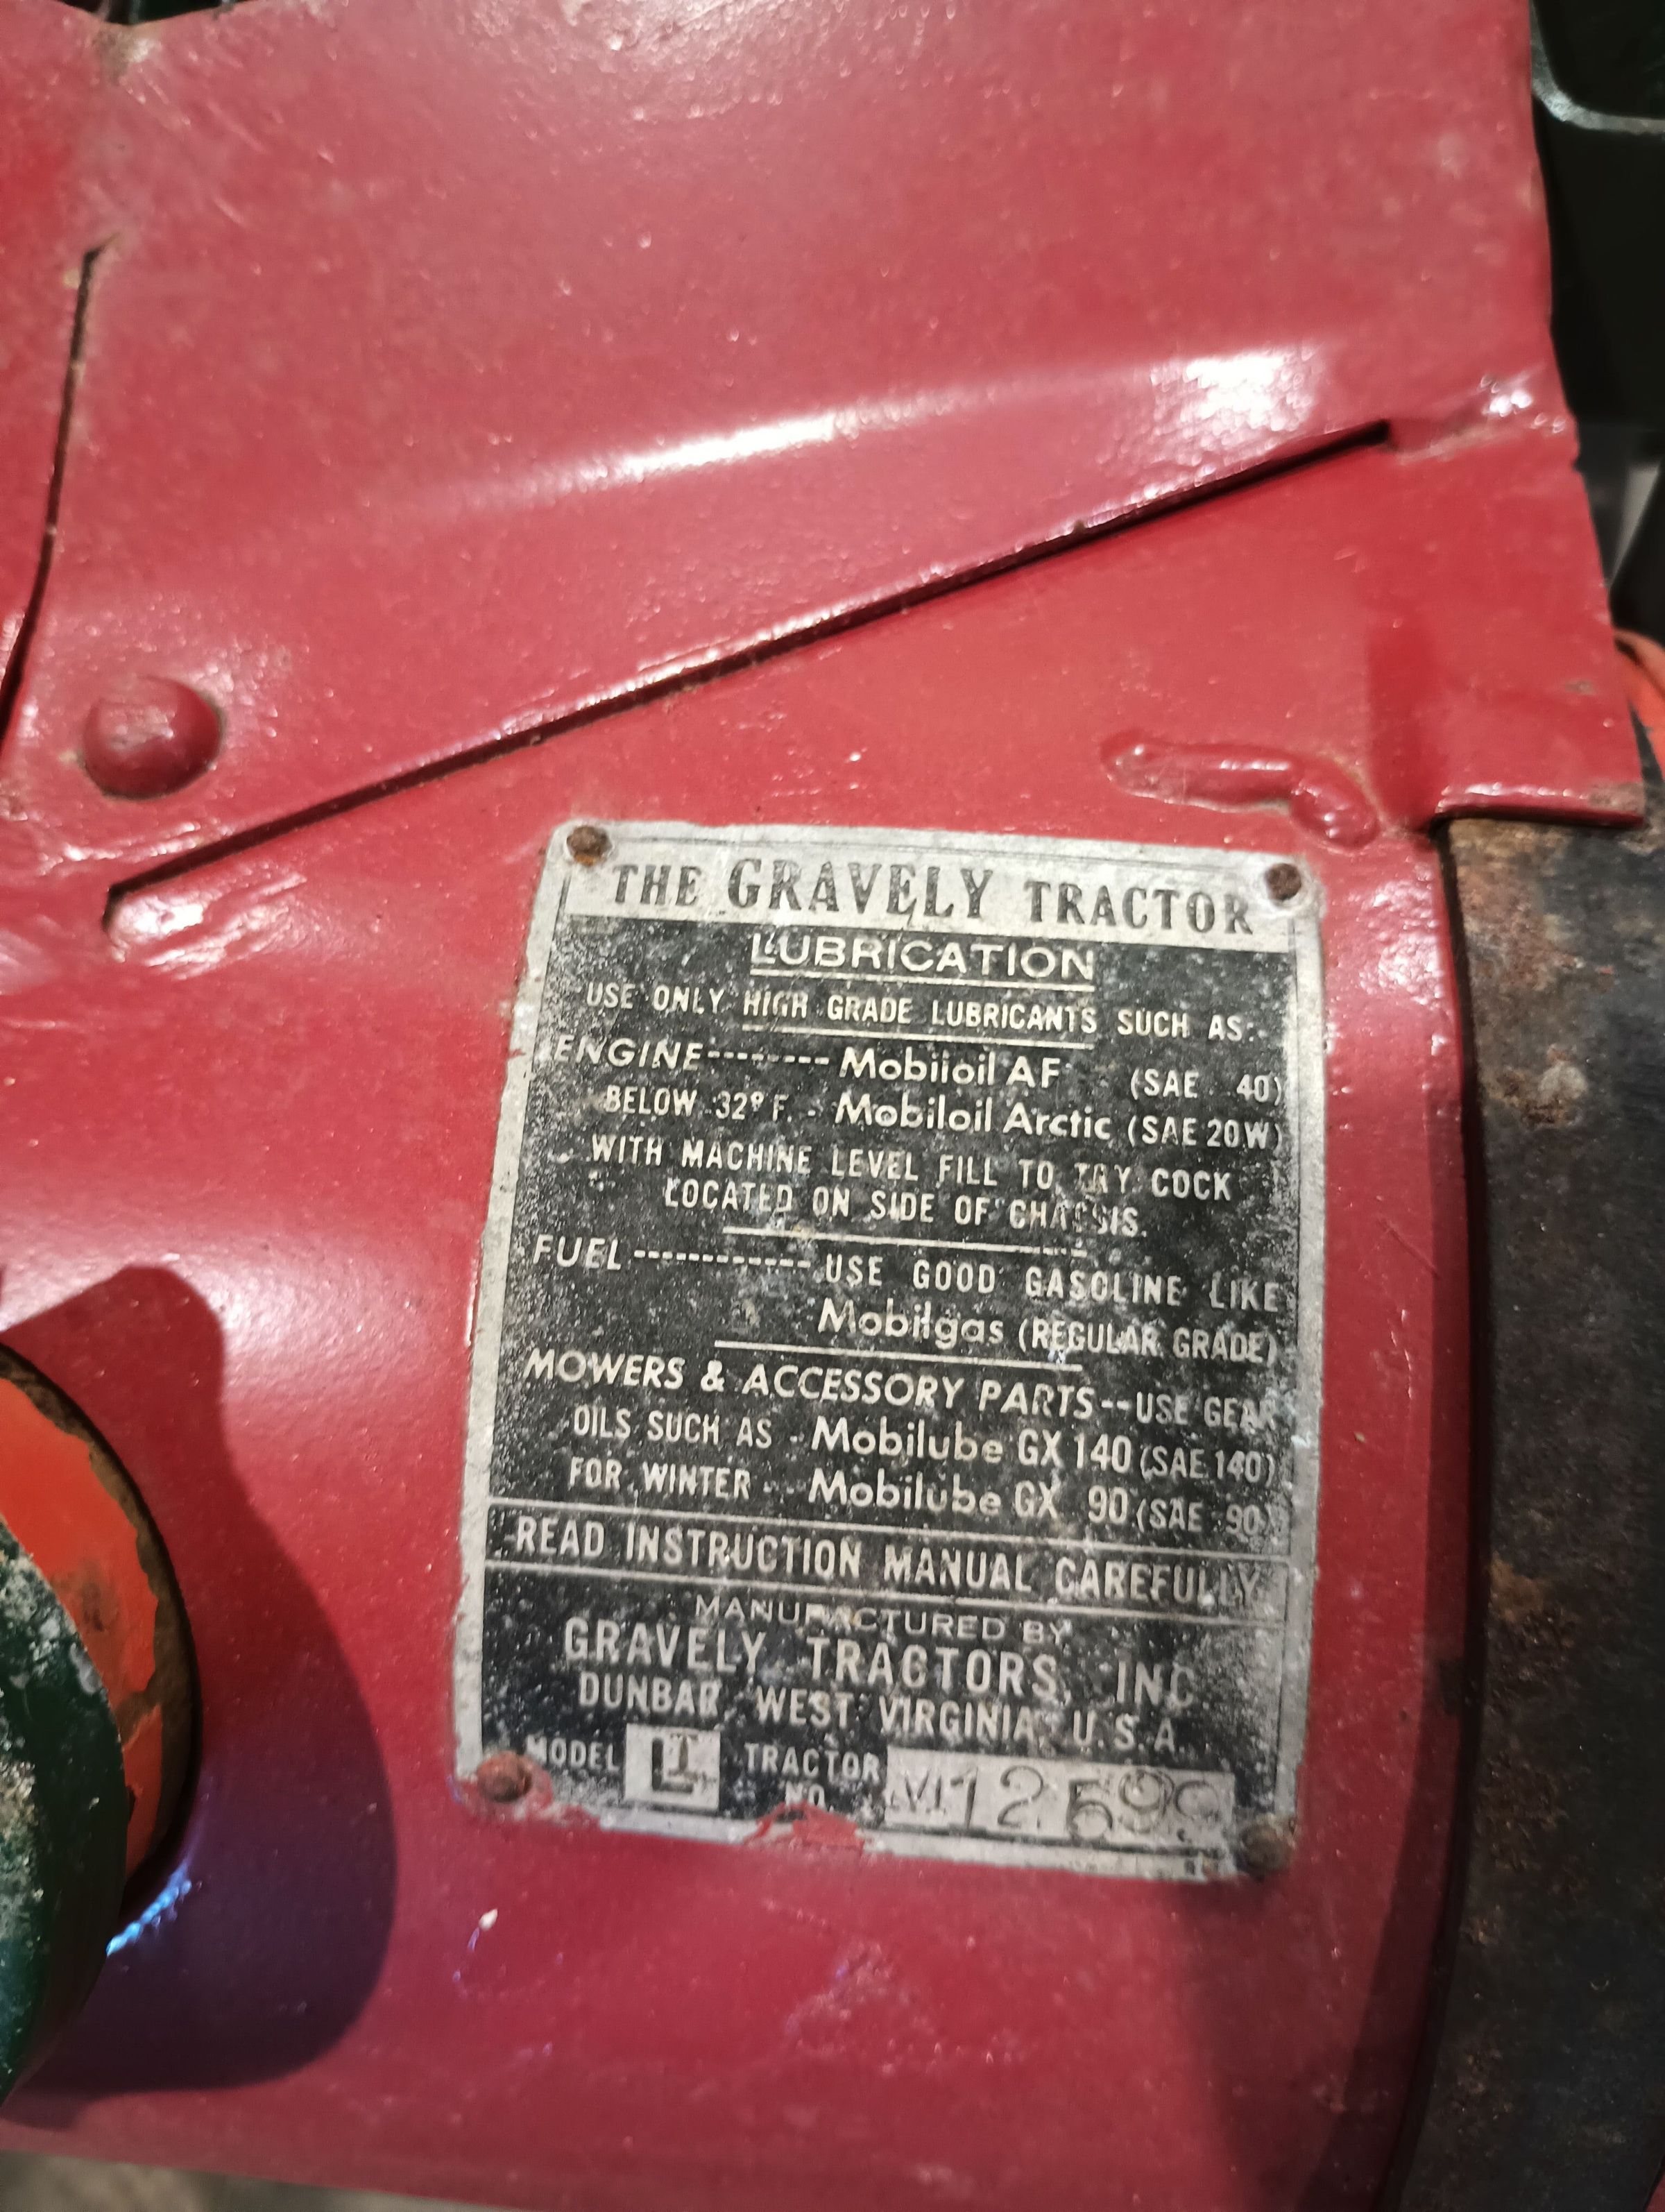 THE GRAVELY TRACTOR
LUBRICATION
USE ONLY HIGH GRADE LUBRICANTS SUCH AS:-
ENGINE-------- Mobiloil AF (SAE 40)
BELOW 32° F. - Mobiloil Arctic (SAE 20W)
WITH MACHINE LEVEL FILL TO TRY COCK
LOCATED ON SIDE OF CHASSIS.
FUEL ------------- USE GOOD GASOLINE LIKE
Mobilgas (REGULAR GRADE)
MOWERS & ACCESSORY PARTS--USE GEAR
OILS SUCH AS - Mobilube GX 140 (SAE 140)
FOR WINTER -- Mobilube GX 90 (SAE 90)
READ INSTRUCTION MANUAL CAREFULLY
MANUFACTURED BY
GRAVELY TRACTORS, INC
DUNBAR, WEST VIRGINIA, U.S.A.
MODEL L TRACTOR
NO.